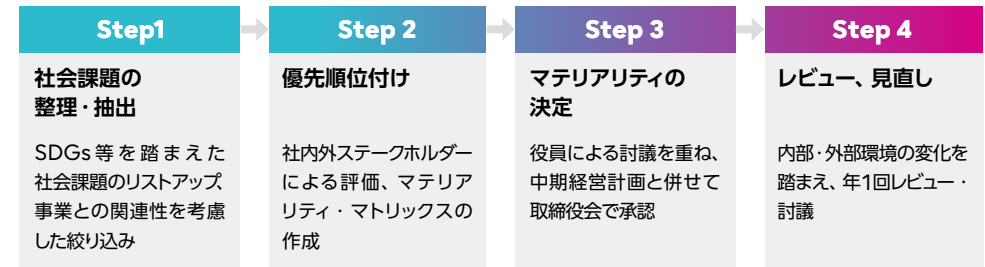 Step1
社会課題の
整理・抽出
SDGs等を踏まえた
社会課題のリストアップ、
事業との関連性を考慮
した絞り込み
Step 2
優先順位付け
社内外ステークホルダー
による評価、マテリア
リティ・マトリックスの
作成
Step 3
マテリアリティの
決定
役員による討議を重ね、
中期経営計画と併せて
取締役会で承認
Step 4
レビュー、見直し
内部・外部環境の変化を
踏まえ、年1回レビュー・
討議